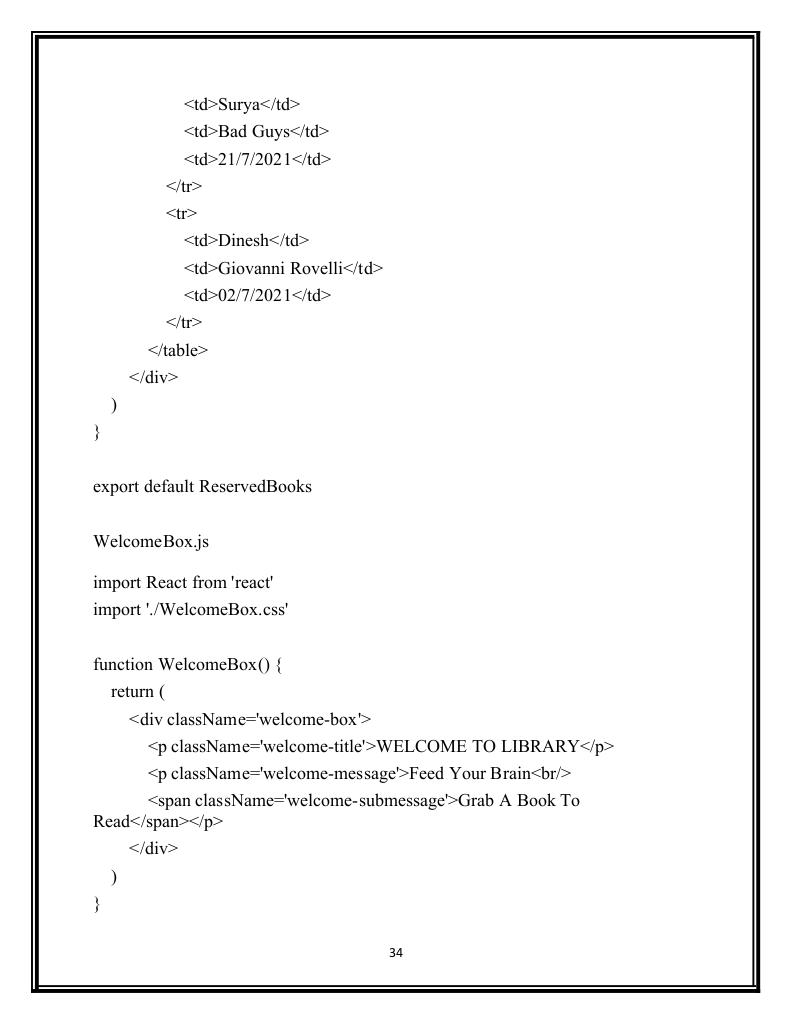 <td>Surya</td>
<td>Bad Guys</td>
<td>21/7/2021</td>
</tr>
<tr>
<td>Dinesh</td>
<td>Giovanni Rovelli</td>
<td>02/7/2021</td>
</tr>
</table>
</div>
)
}
export default ReservedBooks
WelcomeBox.js
import React from 'react'
import './WelcomeBox.css'
function WelcomeBox() {
return (
<div className='welcome-box'>
<p className='welcome-title'>WELCOME TO LIBRARY</p>
<p className='welcome-message'>Feed Your Brain<br/>
<span className='welcome-submessage'>Grab A Book To
Read</span></p>
</div>
)
}
34